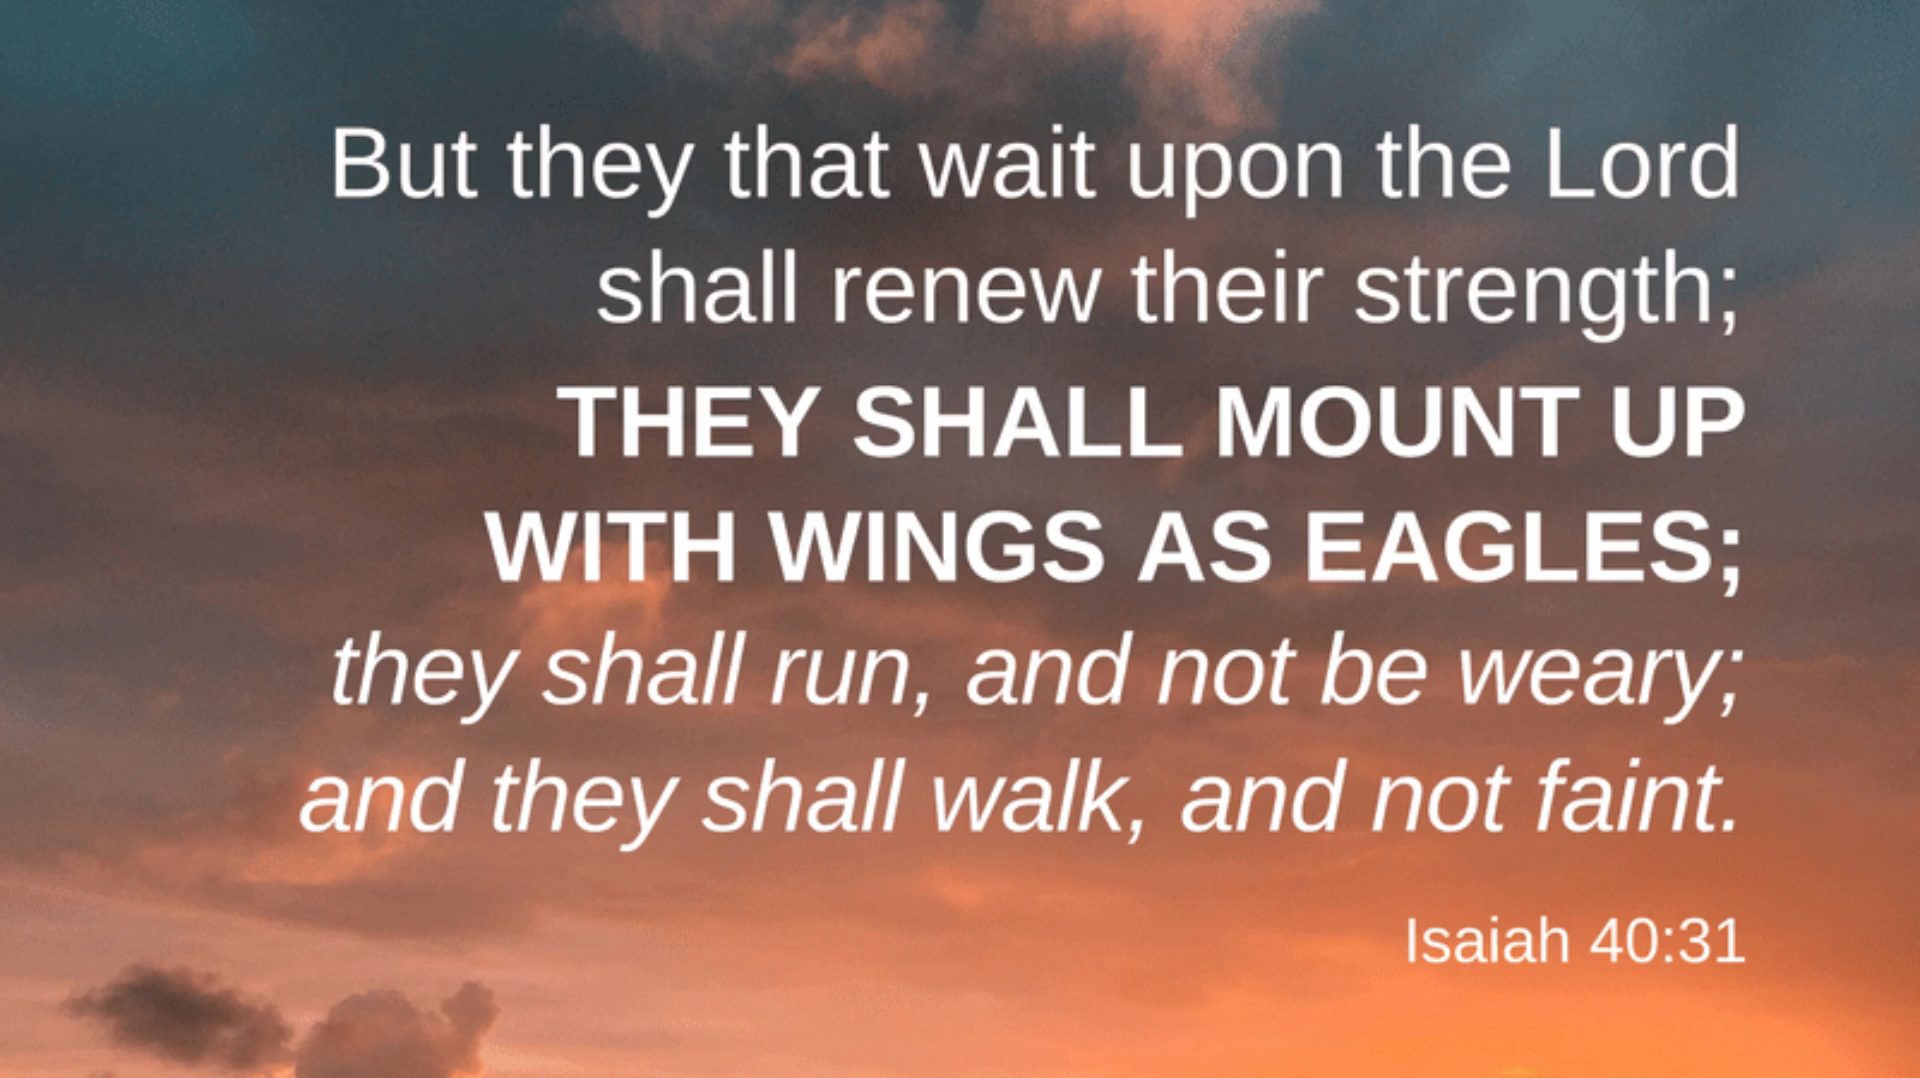 But they that wait upon the Lord
shall renew their strength;
THEY SHALL MOUNT UP
WITH WINGS AS EAGLES;
they shall run, and not be weary;
and they shall walk, and not faint.
Isaiah 40:31